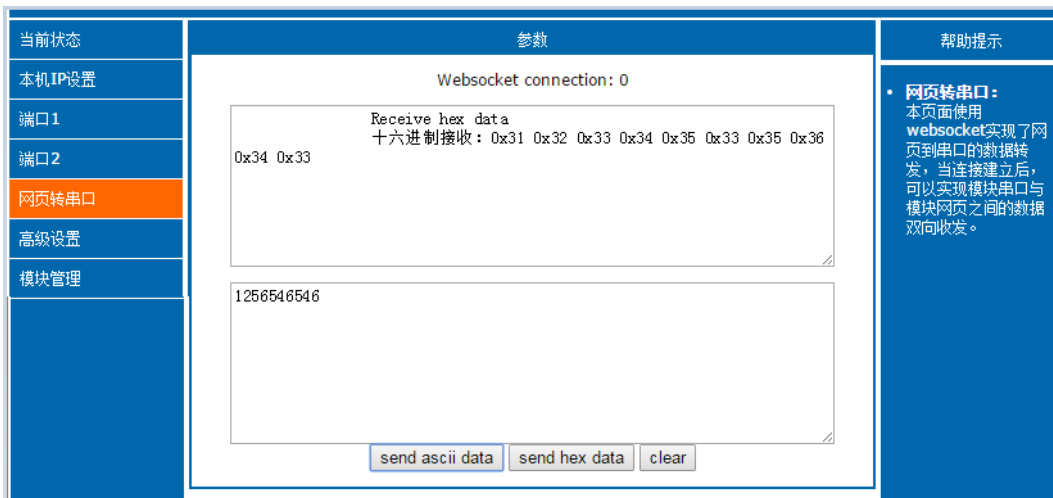 当前状态
本机IP设置
端口1
端口2
网页转串口
高级设置
模块管理
参数
Websocket connection: 0
Receive hex data
十六进制接收: 0x31 0x32 0x33 0x34 0x35 0x33 0x35 0x36
0x34 0x33
1256546546
send ascii data send hex data clear
帮助提示
• 网页转串口:
本页面使用
websocket实现了网
页到串口的数据转
发，当连接建立后，
可以实现模块串口与
模块网页之间的数据
双向收发。